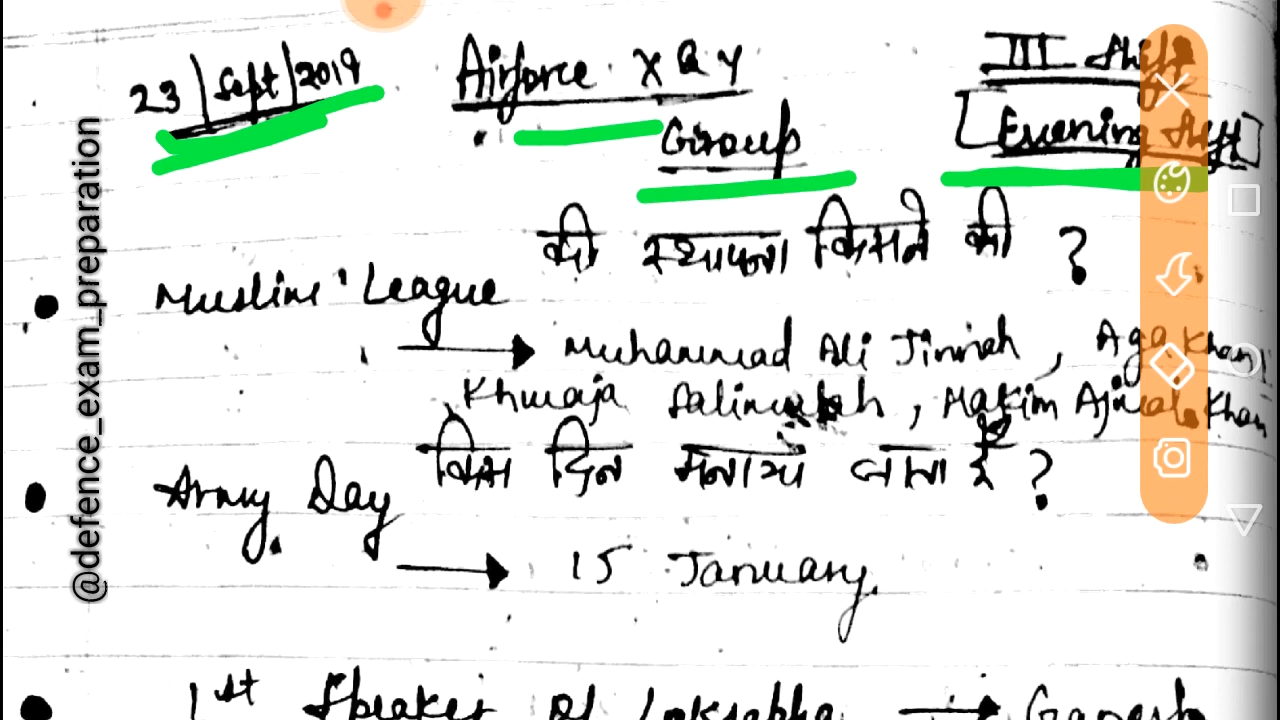 23 | Sept | 2019 Airforce X & Y Group
III Shift
[Evening Shift]
Muslim League की स्थापना किसने की ?
→ Muhammad Ali Jinnah, Aga Khan,
Khwaja Salimullah, Hakim Ajmal Khan
Army Day किस दिन मनाया जाता है ?
→ 15 January.
1st Speaker of Loksabha → Ganesh
@defence_exam_preparation